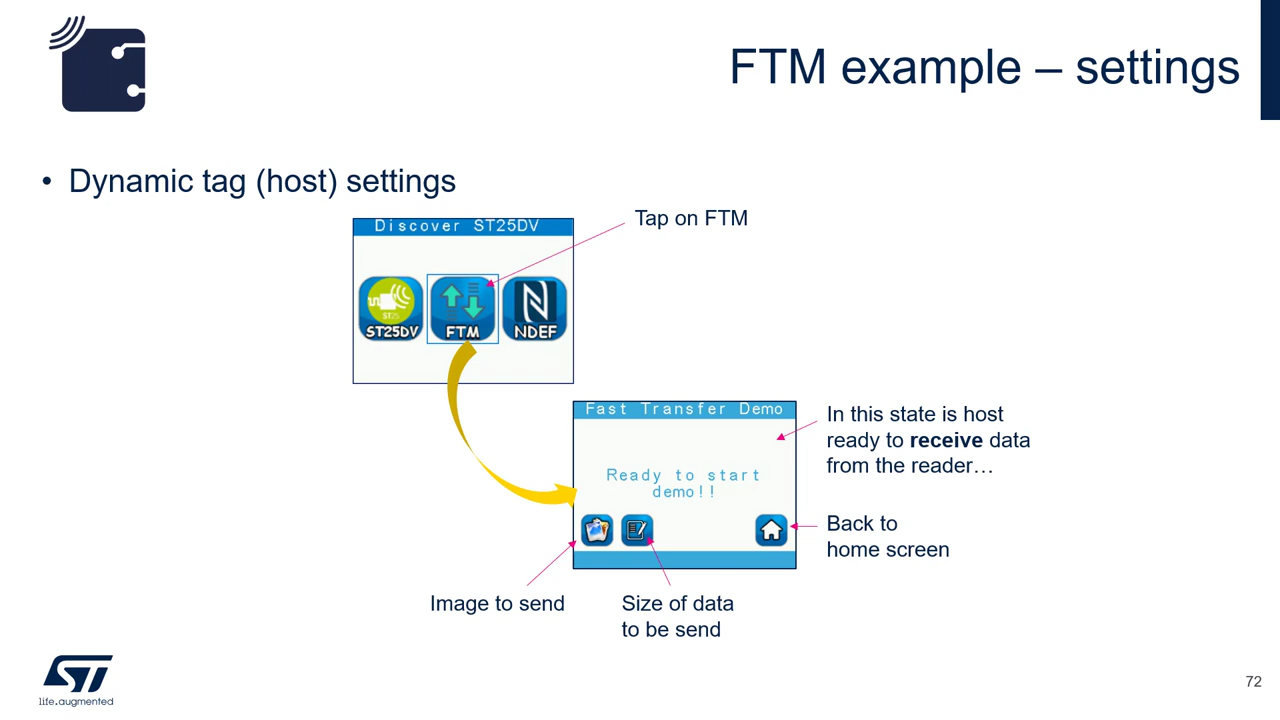 FTM example – settings
• Dynamic tag (host) settings
Discover ST25DV
Tap on FTM
ST25
ST25DV
FTM
NDEF
Fast Transfer Demo
Ready to start
demo!!
In this state is host
ready to receive data
from the reader…
Back to
home screen
Image to send
Size of data
to be send
ST
life.augmented
72